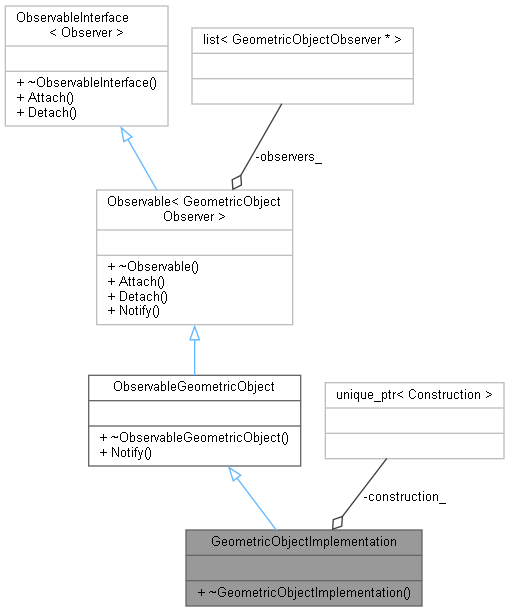 ObservableInterface
< Observer >
+ ~ObservableInterface()
+ Attach()
+ Detach()
list< GeometricObjectObserver * >
-observers_
Observable< GeometricObject
Observer >
+ ~Observable()
+ Attach()
+ Detach()
+ Notify()
ObservableGeometricObject
+ ~ObservableGeometricObject()
+ Notify()
unique_ptr< Construction >
-construction_
GeometricObjectImplementation
+ ~GeometricObjectImplementation()